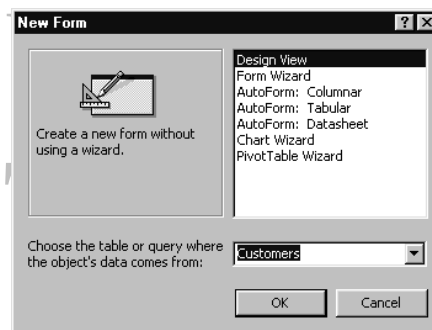 New Form
Create a new form without
using a wizard.
Design View
Form Wizard
AutoForm: Columnar
AutoForm: Tabular
AutoForm: Datasheet
Chart Wizard
PivotTable Wizard
Choose the table or query where
the object's data comes from:
Customers
OK
Cancel